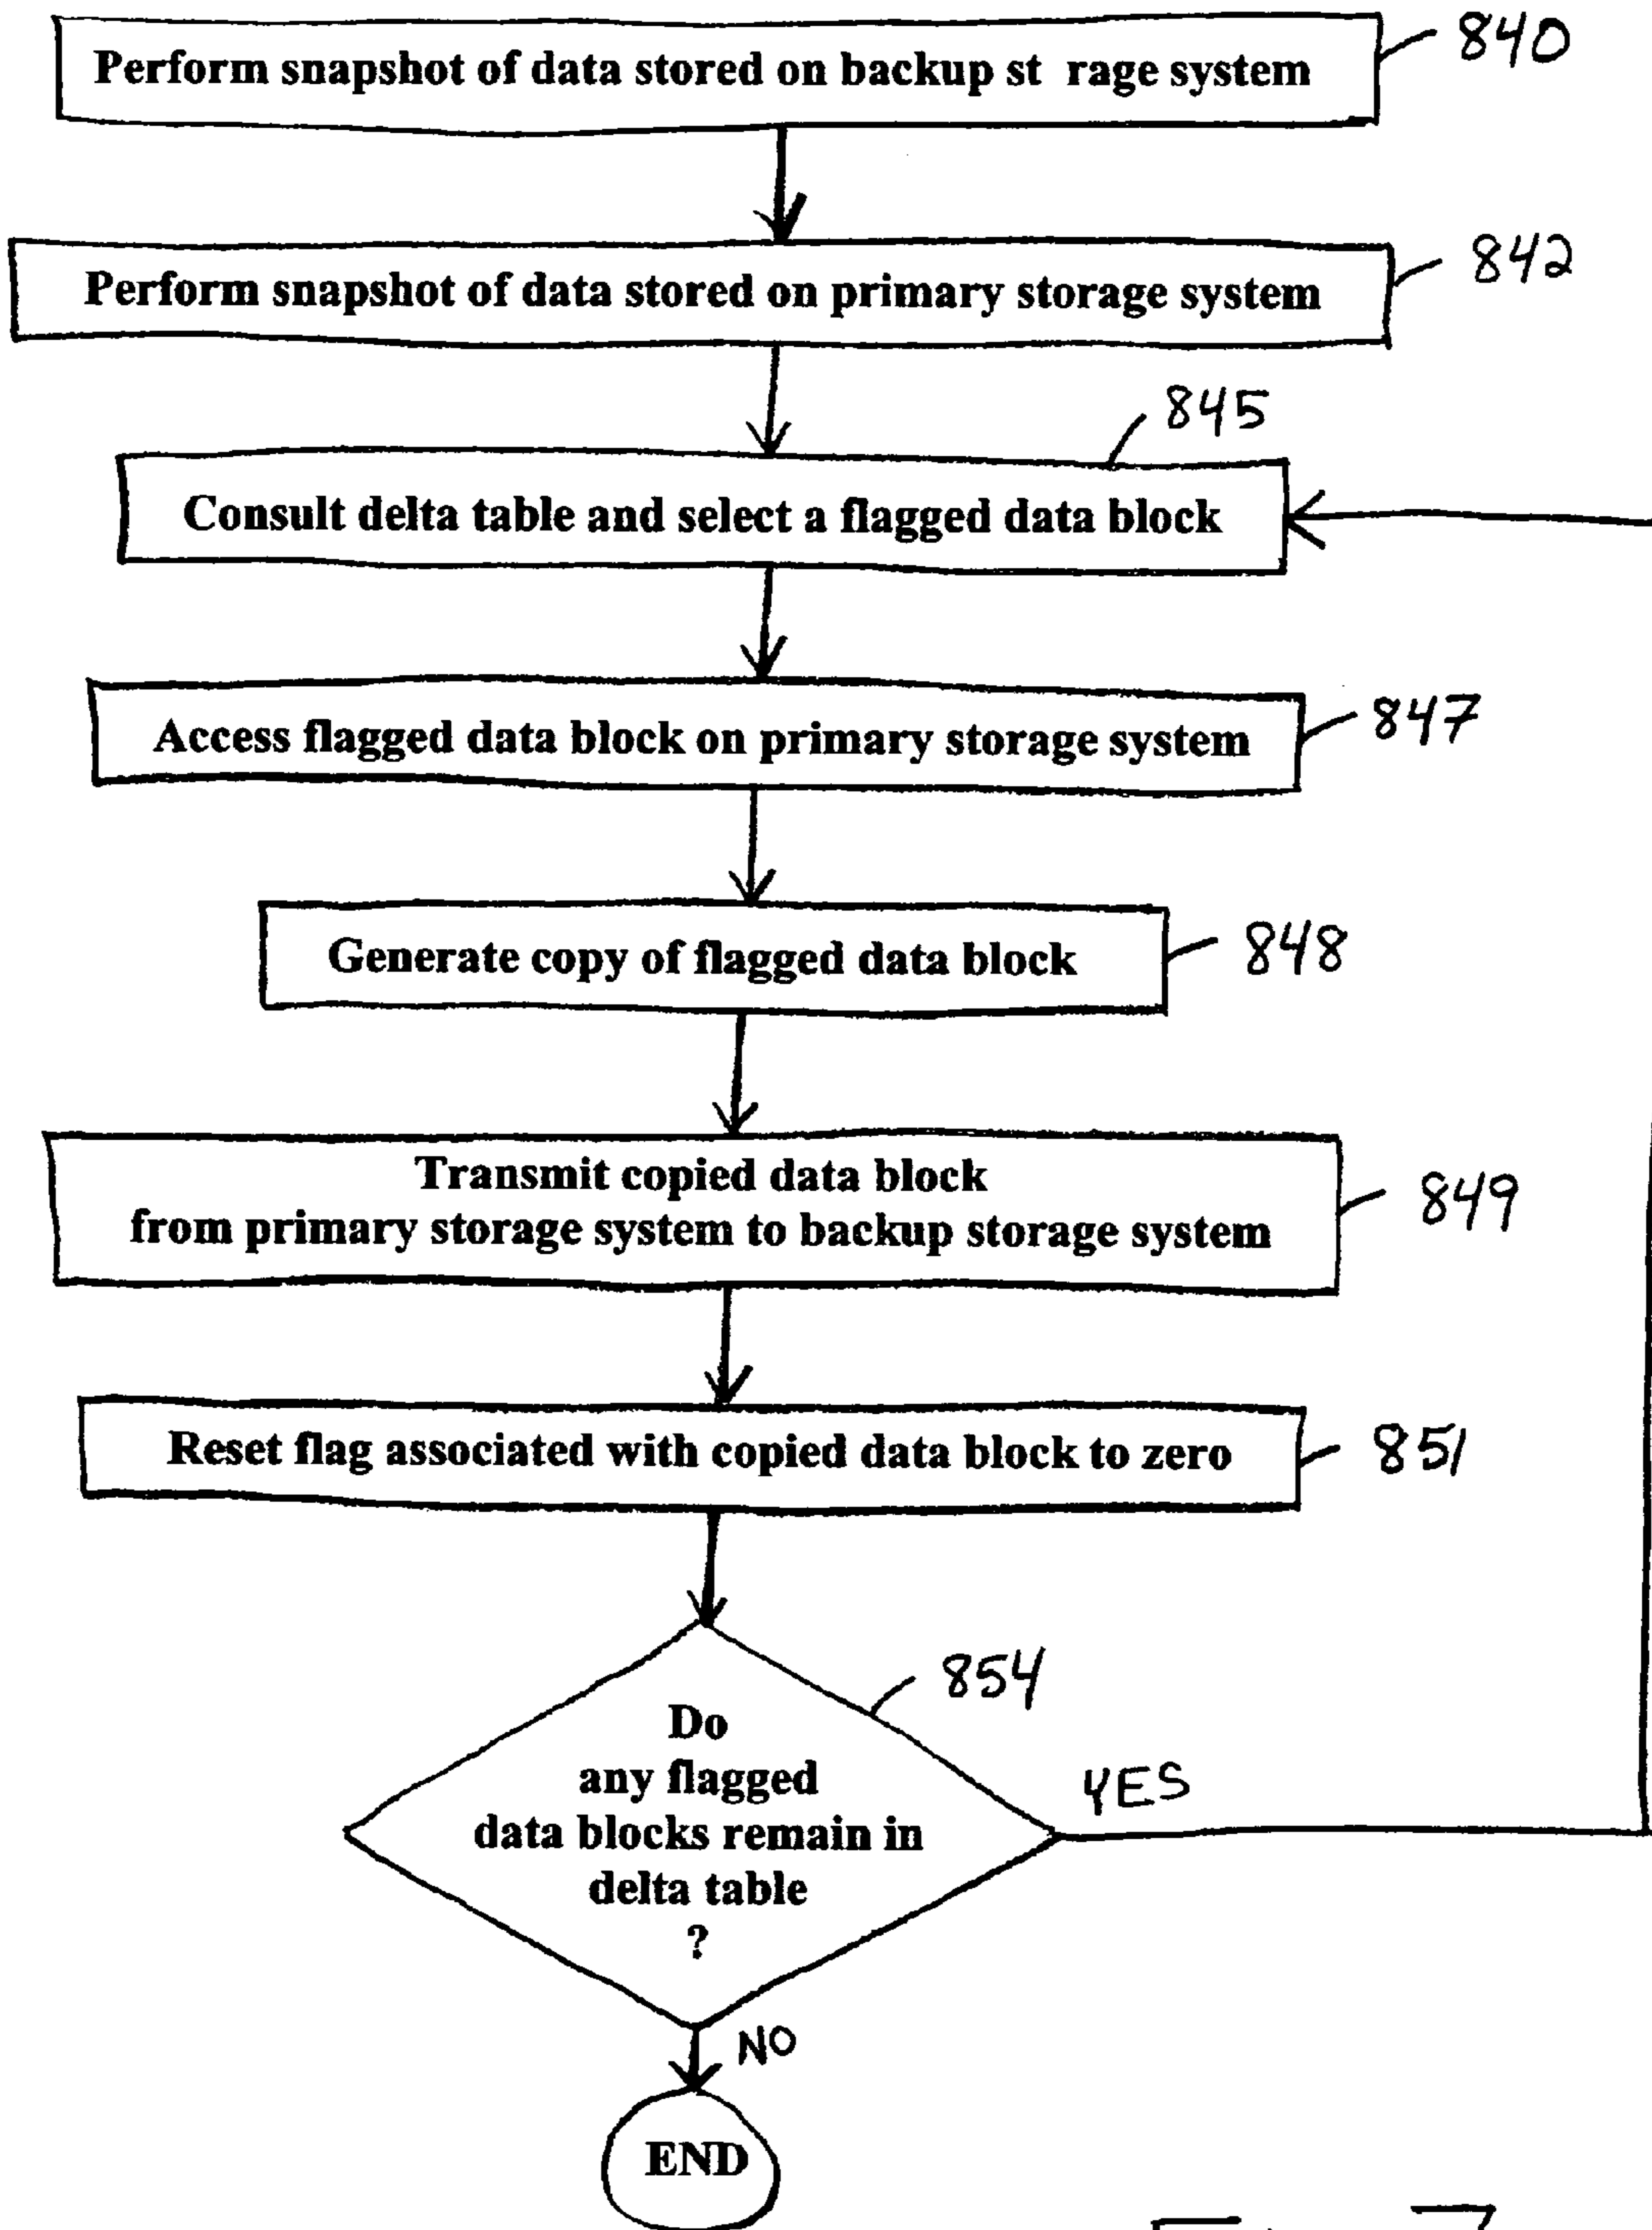 Perform snapshot of data stored on backup st rage system
840
Perform snapshot of data stored on primary storage system
842
845
Consult delta table and select a flagged data block
Access flagged data block on primary storage system
847
Generate copy of flagged data block
848
Transmit copied data block
from primary storage system to backup storage system
849
Reset flag associated with copied data block to zero
851
854
Do
any flagged
data blocks remain in
delta table
?
YES
NO
END